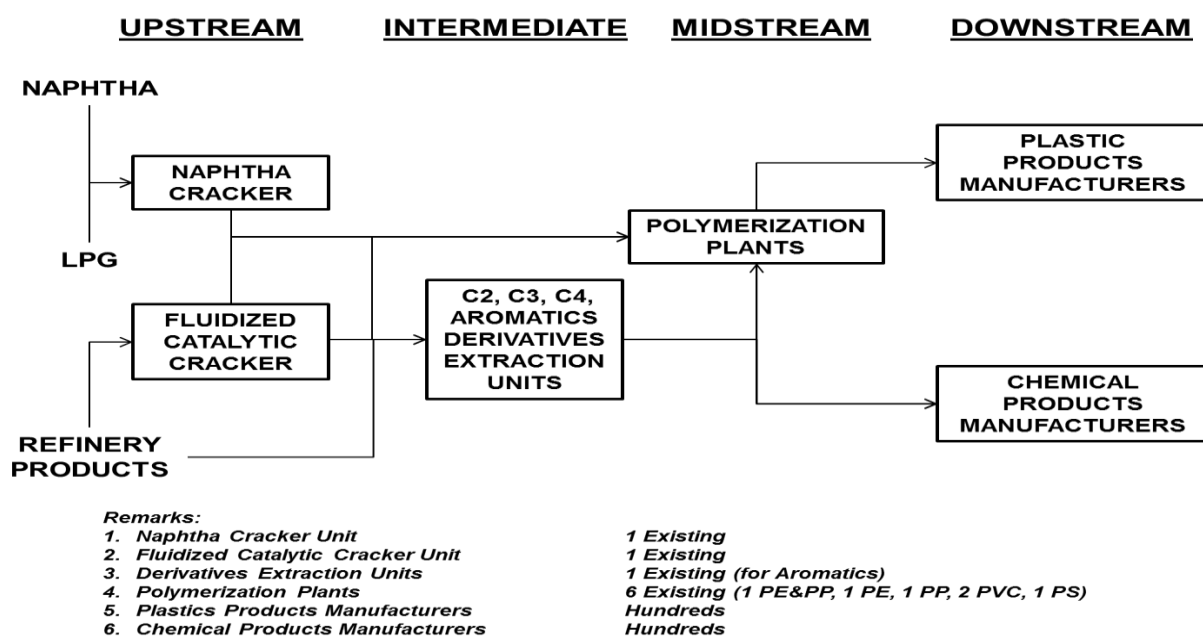 UPSTREAM INTERMEDIATE MIDSTREAM DOWNSTREAM
NAPHTHA
NAPHTHA
CRACKER
LPG
FLUIDIZED
CATALYTIC
CRACKER
REFINERY
PRODUCTS
C2, C3, C4,
AROMATICS
DERIVATIVES
EXTRACTION
UNITS
POLYMERIZATION
PLANTS
PLASTIC
PRODUCTS
MANUFACTURERS
CHEMICAL
PRODUCTS
MANUFACTURERS
Remarks:
1. Naphtha Cracker Unit 1 Existing
2. Fluidized Catalytic Cracker Unit 1 Existing
3. Derivatives Extraction Units 1 Existing (for Aromatics)
4. Polymerization Plants 6 Existing (1 PE&PP, 1 PE, 1 PP, 2 PVC, 1 PS)
5. Plastics Products Manufacturers Hundreds
6. Chemical Products Manufacturers Hundreds